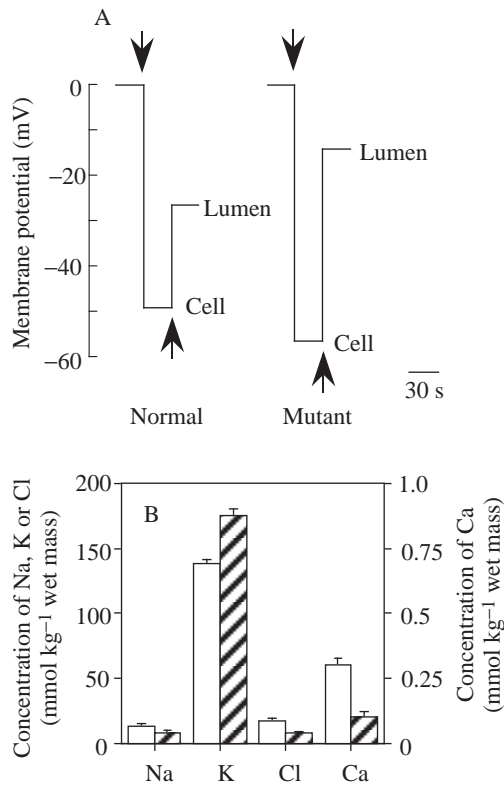 A
Membrane potential (mV)
0
−20
−40
−60
Lumen
Cell
Lumen
Cell
30 s
Normal
Mutant
B
Concentration of Na, K or Cl
(mmol kg−1 wet mass)
200
150
100
50
0
1.0
0.75
0.5
0.25
0
Concentration of Ca
(mmol kg−1 wet mass)
Na
K
Cl
Ca